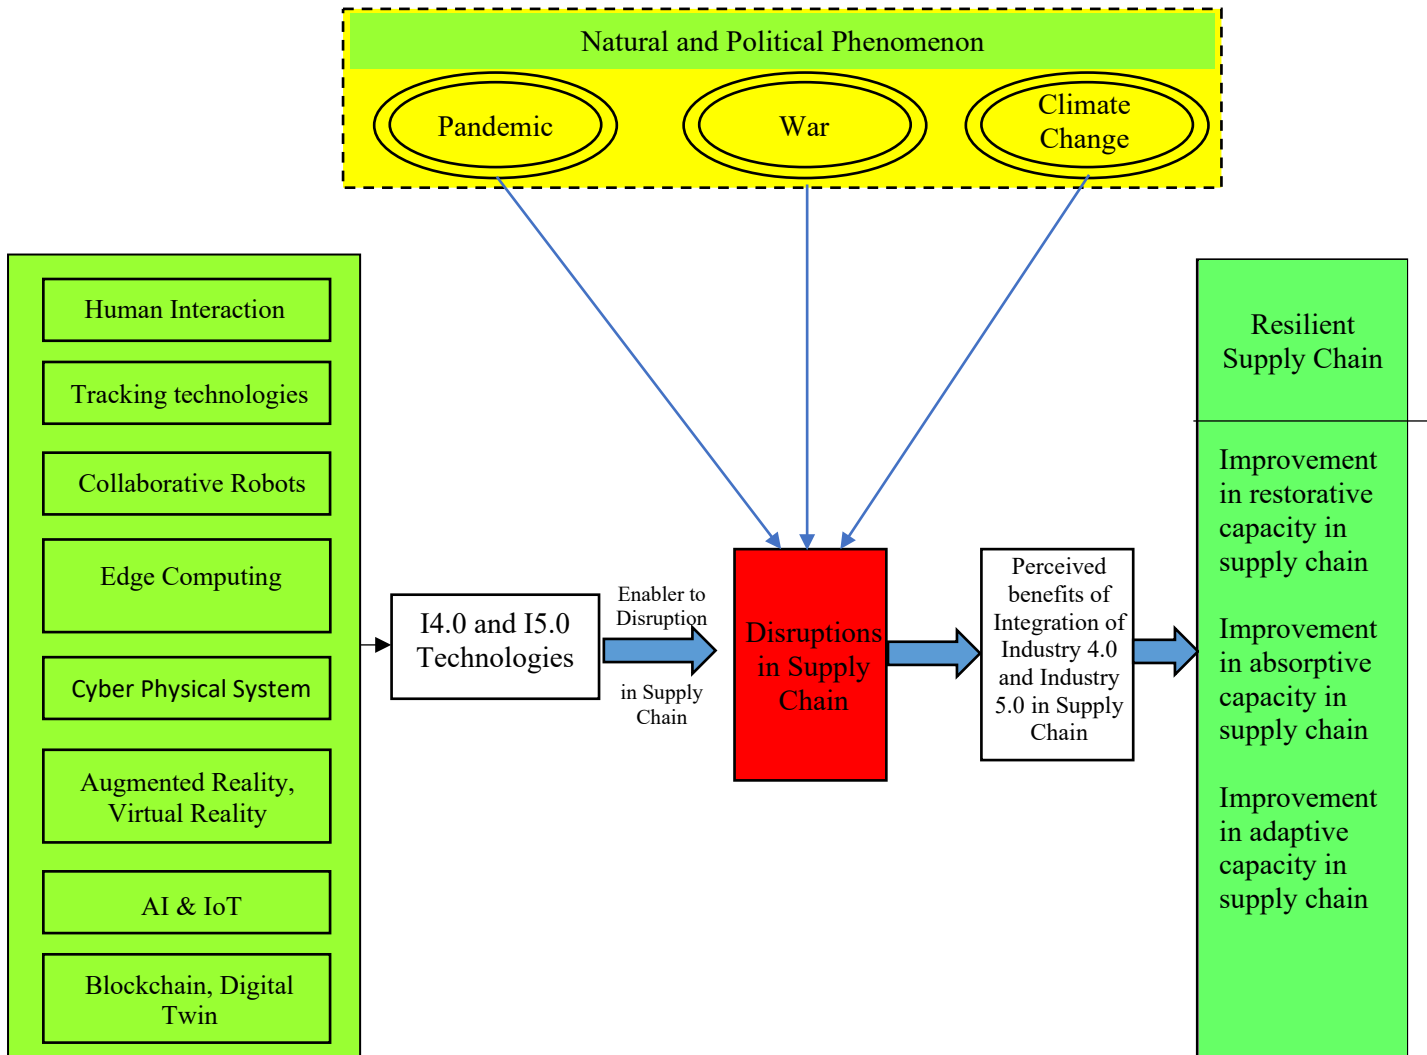 Natural and Political Phenomenon
Pandemic
War
Climate
Change
Human Interaction
Tracking technologies
Collaborative Robots
Edge Computing
Cyber Physical System
Augmented Reality,
Virtual Reality
AI & IoT
Blockchain, Digital
Twin
I4.0 and I5.0
Technologies
Enabler to
Disruption
in Supply
Chain
Disruptions
in Supply
Chain
Perceived
benefits of
Integration of
Industry 4.0
and Industry
5.0 in Supply
Chain
Resilient
Supply Chain
Improvement
in restorative
capacity in
supply chain
Improvement
in absorptive
capacity in
supply chain
Improvement
in adaptive
capacity in
supply chain